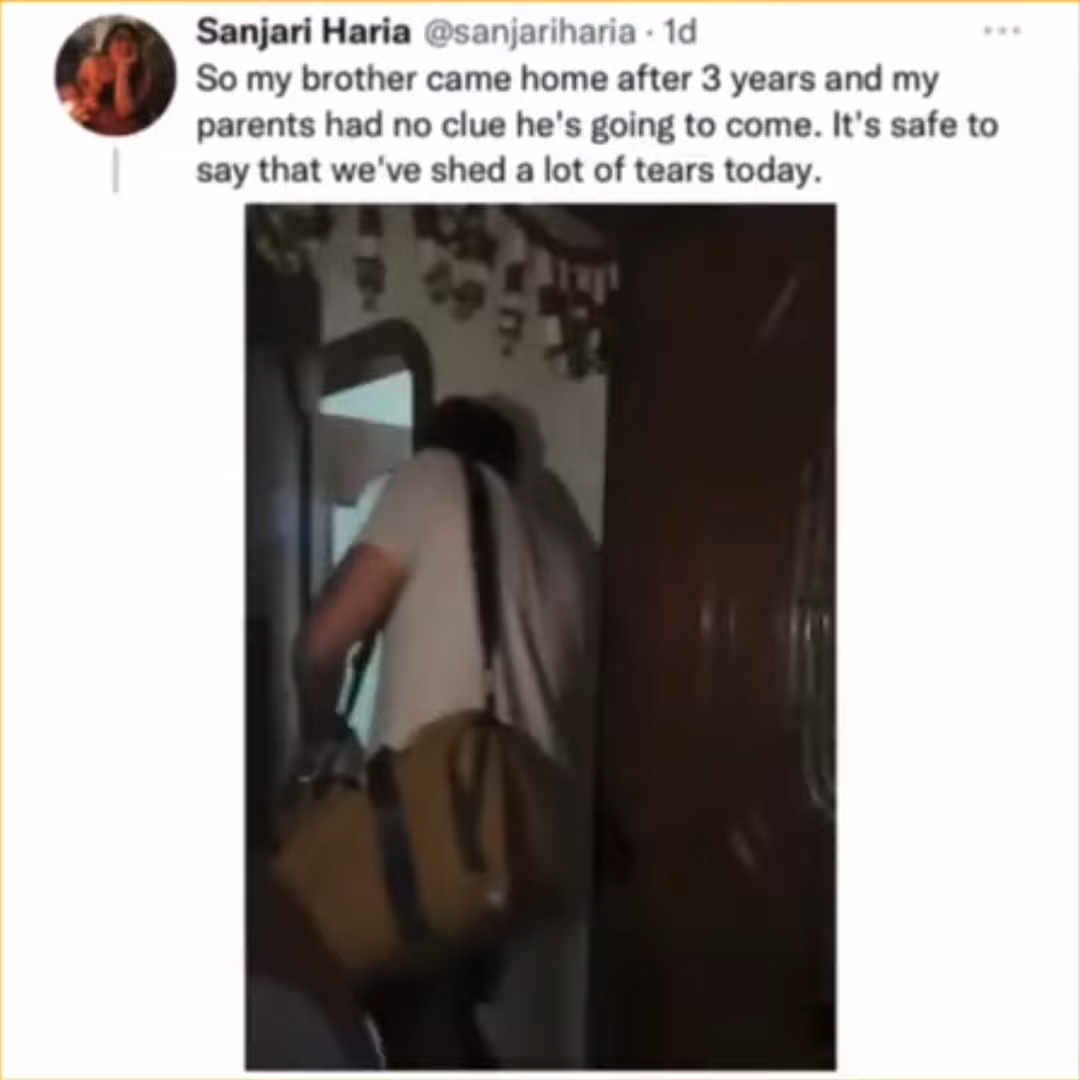 Sanjari Haria @sanjariharia · 1d
So my brother came home after 3 years and my
parents had no clue he's going to come. It's safe to
say that we've shed a lot of tears today.